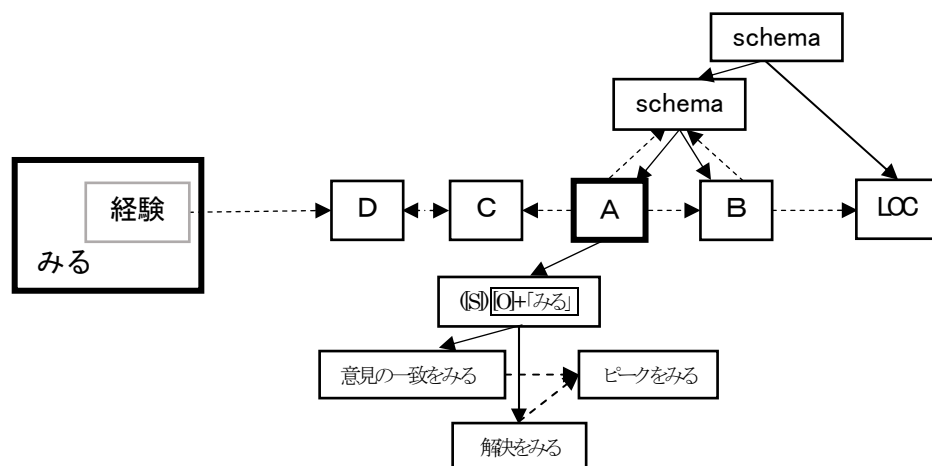 schema
schema
経験
みる
D
C
A
B
LOC
([S]) [O]+「みる」
意見の一致をみる
ピークをみる
解決をみる